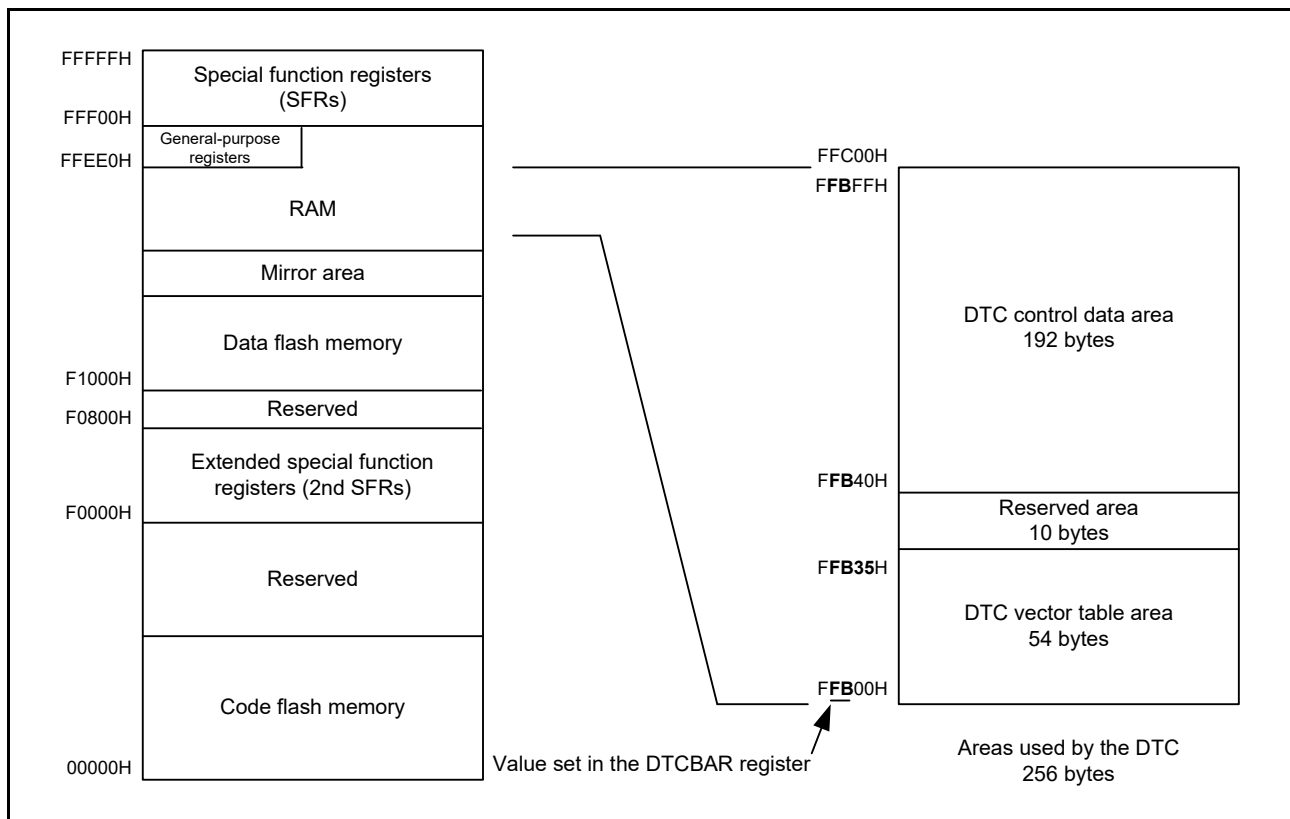 FFFFFH
Special function registers
(SFRs)
FFF00H
General-purpose
registers
FFEE0H
RAM
Mirror area
Data flash memory
F1000H
Reserved
F0800H
Extended special function
registers (2nd SFRs)
F0000H
Reserved
Code flash memory
00000H
FFC00H
FFBFFH
DTC control data area
192 bytes
FFB40H
Reserved area
10 bytes
FFB35H
DTC vector table area
54 bytes
FFB00H
Value set in the DTCBAR register
Areas used by the DTC
256 bytes